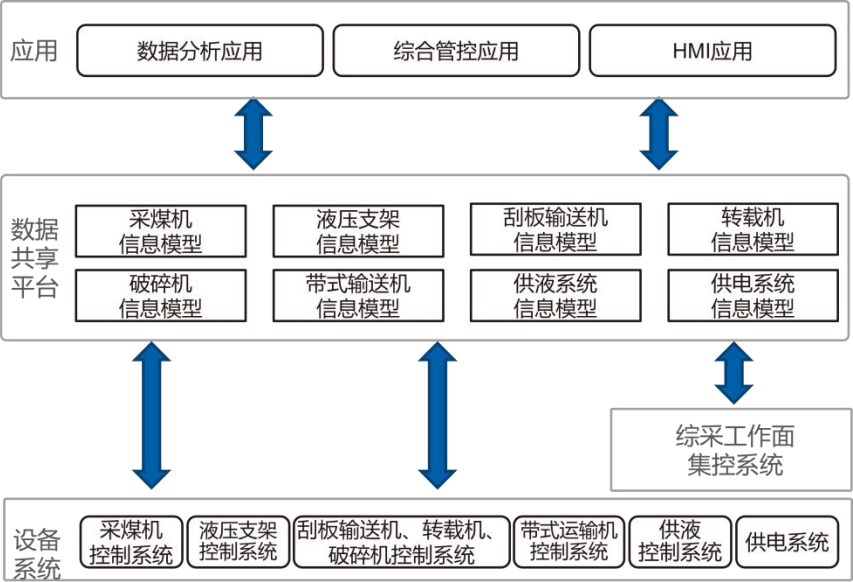 应用
数据分析应用
综合管控应用
HMI应用
数据
共享
平台
采煤机
信息模型
液压支架
信息模型
刮板输送机
信息模型
转载机
信息模型
破碎机
信息模型
带式输送机
信息模型
供液系统
信息模型
供电系统
信息模型
综采工作面
集控系统
设备
系统
采煤机
控制系统
液压支架
控制系统
刮板输送机、转载机、
破碎机控制系统
带式运输机
控制系统
供液
控制系统
供电系统